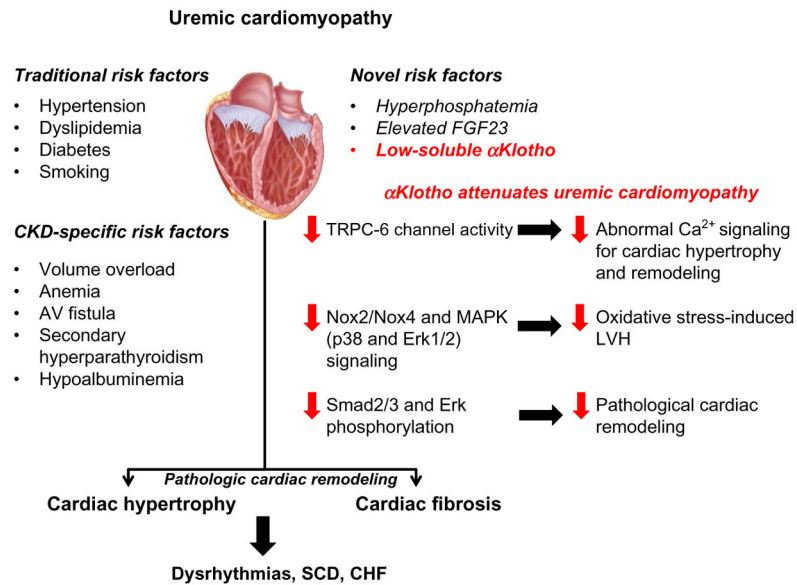 Uremic cardiomyopathy
Traditional risk factors
• Hypertension
• Dyslipidemia
• Diabetes
• Smoking
Novel risk factors
• Hyperphosphatemia
• Elevated FGF23
• Low-soluble αKlotho
αKlotho attenuates uremic cardiomyopathy
CKD-specific risk factors
• Volume overload
• Anemia
• AV fistula
• Secondary
hyperparathyroidism
• Hypoalbuminemia
TRPC-6 channel activity
Abnormal Ca²⁺ signaling
for cardiac hypertrophy
and remodeling
Nox2/Nox4 and MAPK
(p38 and Erk1/2)
signaling
Oxidative stress-induced
LVH
Smad2/3 and Erk
phosphorylation
Pathological cardiac
remodeling
Pathologic cardiac remodeling
Cardiac hypertrophy
Cardiac fibrosis
Dysrhythmias, SCD, CHF